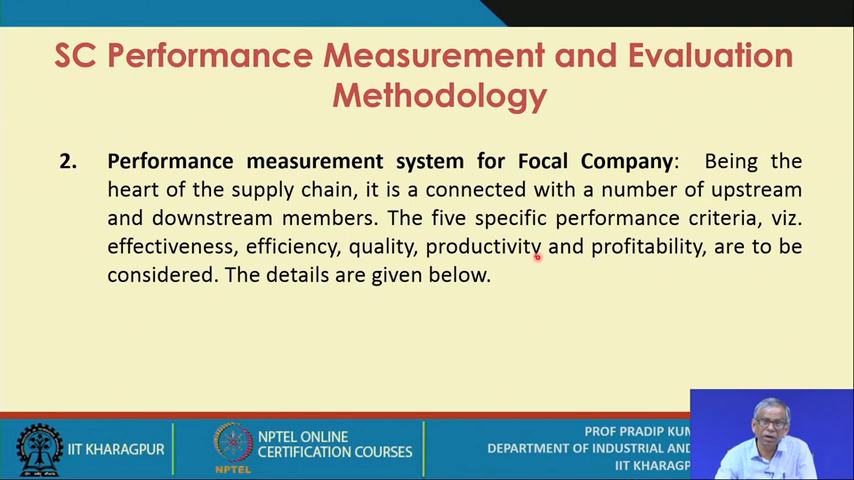 SC Performance Measurement and Evaluation
Methodology
2. Performance measurement system for Focal Company: Being the
heart of the supply chain, it is a connected with a number of upstream
and downstream members. The five specific performance criteria, viz.
effectiveness, efficiency, quality, productivity and profitability, are to be
considered. The details are given below.
IIT KHARAGPUR
NPTEL
NPTEL ONLINE
CERTIFICATION COURSES
PROF PRADIP
DEPARTMENT OF INDUSTRIAL AND
IIT